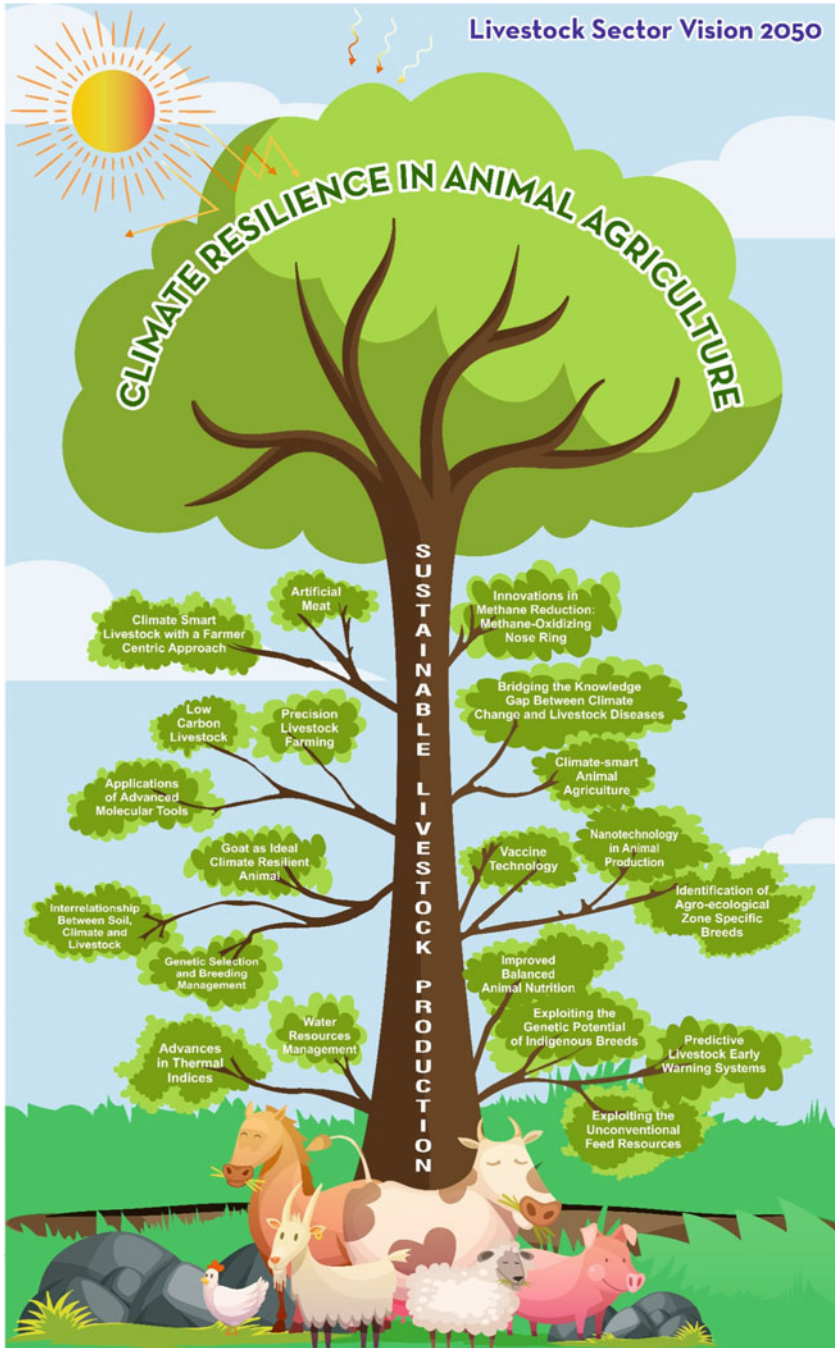 Livestock Sector Vision 2050
CLIMATE RESILIENCE IN ANIMAL AGRICULTURE
SUSTAINABLE LIVESTOCK PRODUCTION
Artificial
Meat
Climate Smart
Livestock with a Farmer
Centric Approach
Low
Carbon
Livestock
Precision
Livestock
Farming
Applications
of Advanced
Molecular Tools
Goat as Ideal
Climate Resilient
Animal
Interrelationship
Between Soil,
Climate and
Livestock
Genetic Selection
and Breeding
Management
Water
Resources
Management
Advances
in Thermal
Indices
Innovations in
Methane Reduction:
Methane-Oxidizing
Nose Ring
Bridging the Knowledge
Gap Between Climate
Change and Livestock Diseases
Climate-smart
Animal
Agriculture
Vaccine
Technology
Nanotechnology
in Animal
Production
Identification of
Agro-ecological
Zone Specific
Breeds
Improved
Balanced
Animal Nutrition
Exploiting the
Genetic Potential
of Indigenous Breeds
Predictive
Livestock Early
Warning Systems
Exploiting the
Unconventional
Feed Resources